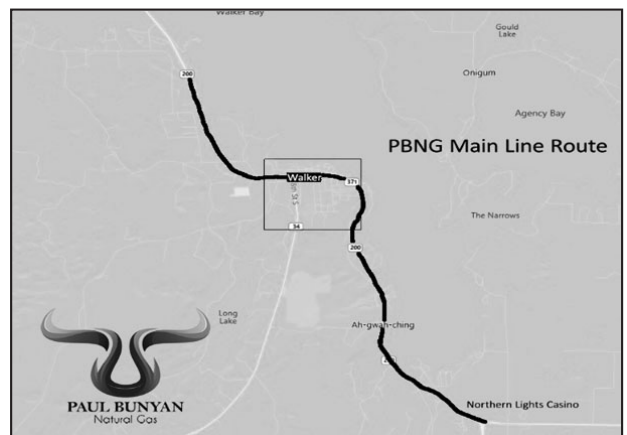 Walker Bay
Gould
Lake
Onigum
200
Agency Bay
PBNG Main Line Route
Walker
371
The Narrows
34
200
Long
Lake
Ah-gwah-ching
PAUL BUNYAN
Natural Gas
Northern Lights Casino